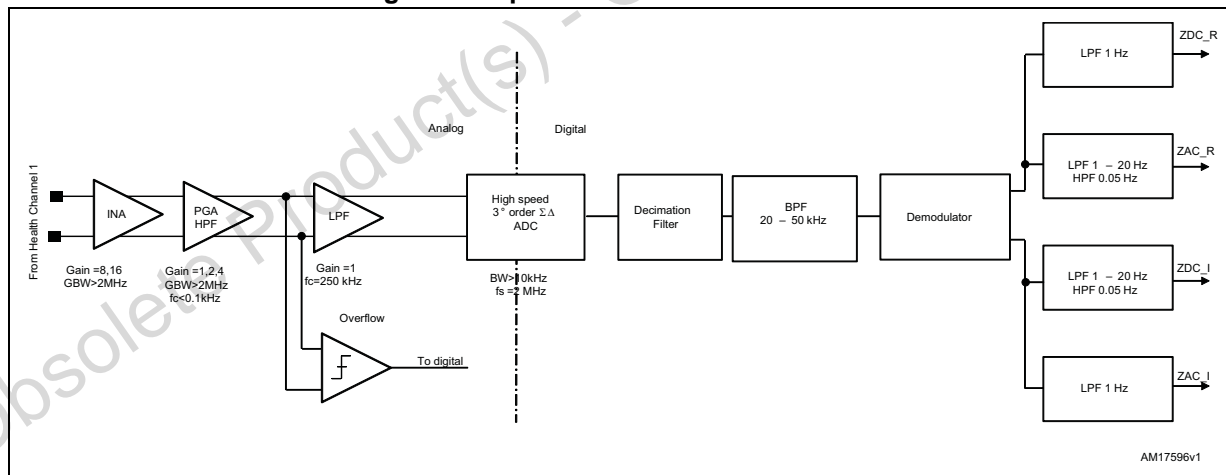 Obsolete Product(s) -
From Health Channel 1
INA
Gain =8,16
GBW>2MHz
PGA
HPF
Gain =1,2,4
GBW>2MHz
fc<0.1kHz
LPF
Gain=1
fc=250 kHz
Overflow
To digital
Analog
Digital
High speed
3° order ΣΔ
ADC
BW>10kHz
fs =2 MHz
Decimation
Filter
BPF
20 – 50 kHz
Demodulator
LPF 1 Hz
ZDC_R
LPF 1 – 20 Hz
HPF 0.05 Hz
ZAC_R
LPF 1 – 20 Hz
HPF 0.05 Hz
ZDC_I
LPF 1 Hz
ZAC_I
AM17596v1